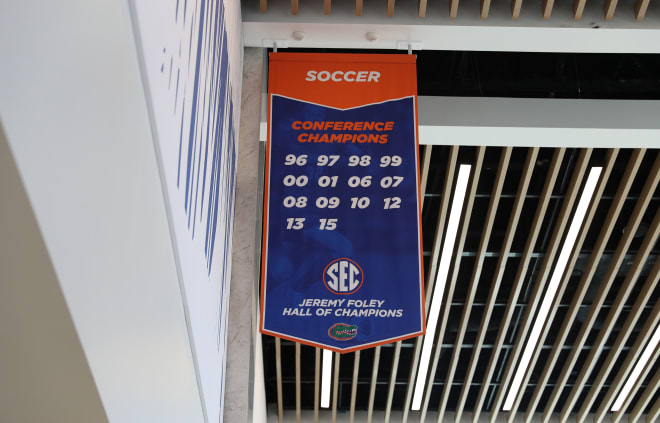 SOCCER
CONFERENCE
CHAMPIONS
96 97 98 99
00 01 06 07
08 09 10 12
13 15
SEC
JEREMY FOLEY
HALL OF CHAMPIONS